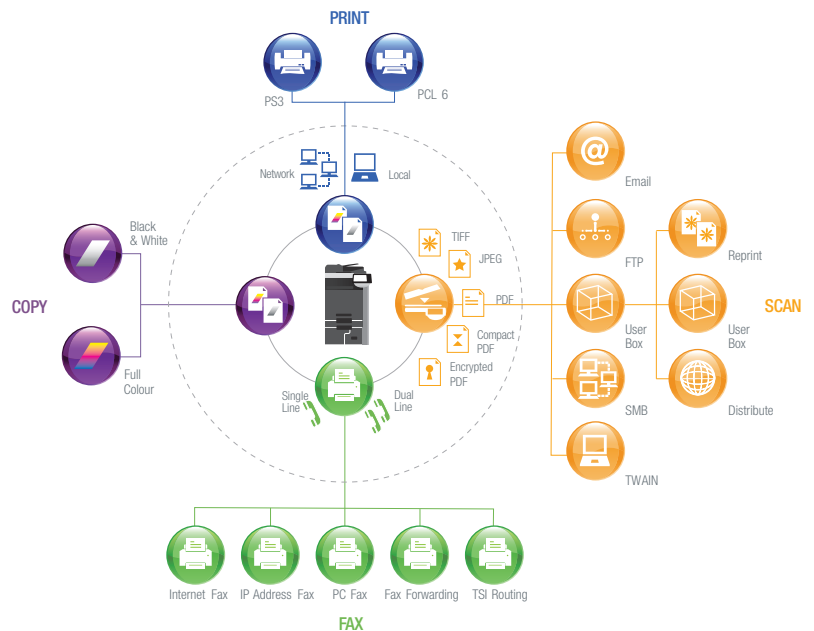 PRINT
PS3
PCL 6
Network
Local
Email
Black
& White
TIFF
JPEG
FTP
Reprint
COPY
PDF
SCAN
User
Box
User
Box
Compact
PDF
Full
Colour
Encrypted
PDF
Single
Line
Dual
Line
SMB
Distribute
TWAIN
Internet Fax
IP Address Fax
PC Fax
Fax Forwarding
TSI Routing
FAX